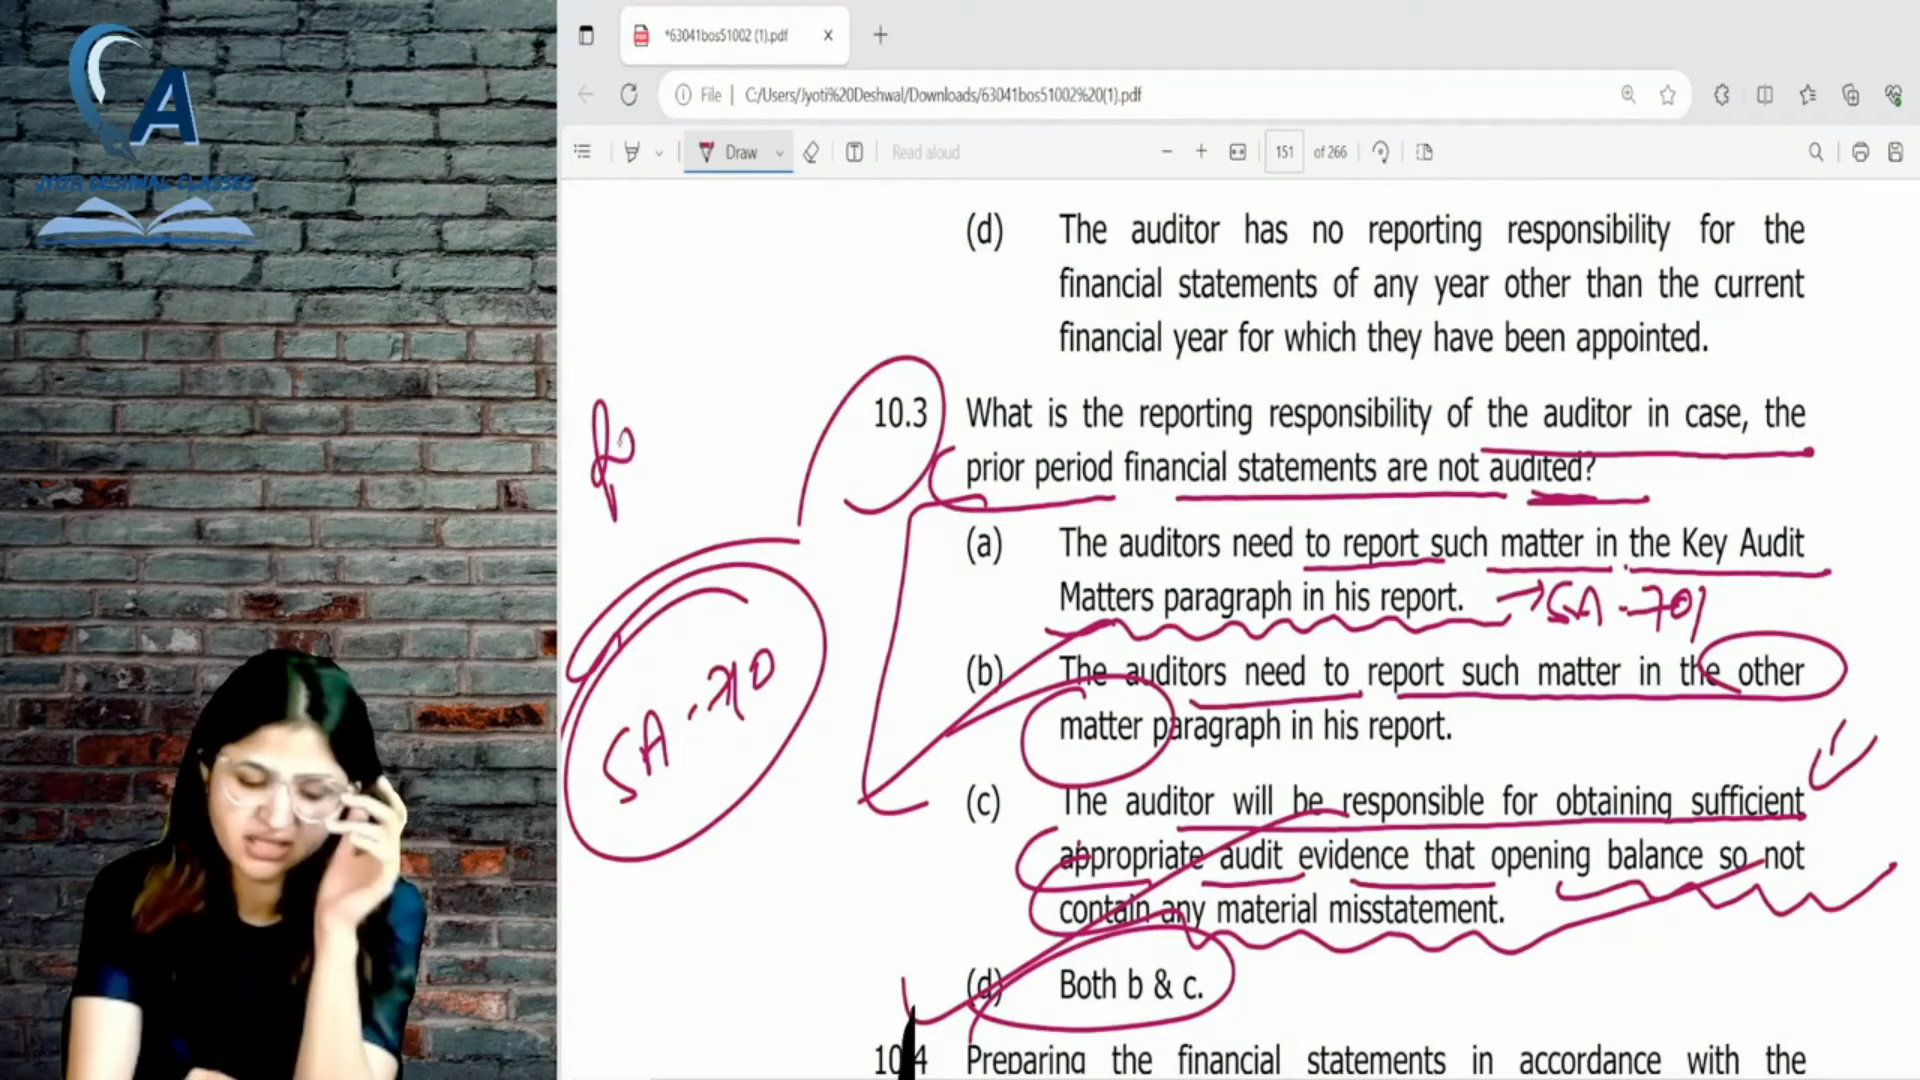 A
JYOTI DESHWAL CLASSES
*63041bos51002 (1).pdf
File | C:/Users/Jyoti%20Deshwal/Downloads/63041bos51002%20(1).pdf
Draw
Read aloud
151 of 266
(d) The auditor has no reporting responsibility for the
financial statements of any year other than the current
financial year for which they have been appointed.
10.3 What is the reporting responsibility of the auditor in case, the
prior period financial statements are not audited?
(a) The auditors need to report such matter in the Key Audit
Matters paragraph in his report. → SA - 701
(b) The auditors need to report such matter in the other
matter paragraph in his report.
SA - 710
(c) The auditor will be responsible for obtaining sufficient
appropriate audit evidence that opening balance so not
contain any material misstatement.
(d) Both b & c.
10.4 Preparing the financial statements in accordance with the